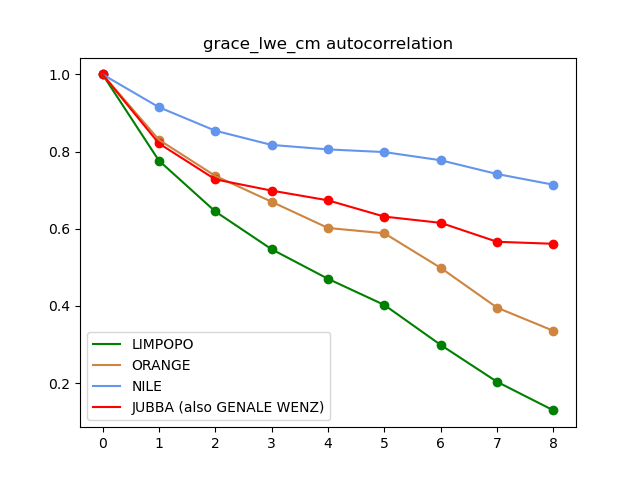 grace_lwe_cm autocorrelation
1.0
0.8
0.6
0.4
0.2
LIMPOPO
ORANGE
NILE
JUBBA (also GENALE WENZ)
0 1 2 3 4 5 6 7 8